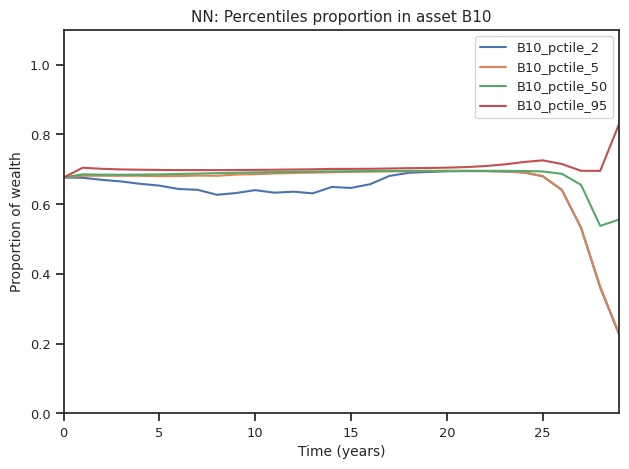 NN: Percentiles proportion in asset B10
B10_pctile_2
B10_pctile_5
B10_pctile_50
B10_pctile_95
Proportion of wealth
1.0
0.8
0.6
0.4
0.2
0.0
0 5 10 15 20 25
Time (years)